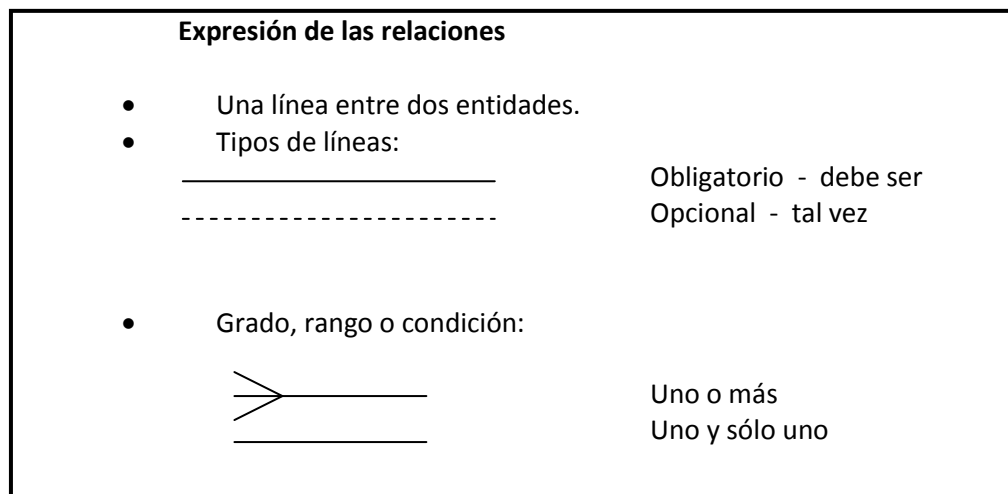 Expresión de las relaciones
• Una línea entre dos entidades.
• Tipos de líneas:
Obligatorio - debe ser
Opcional - tal vez
• Grado, rango o condición:
Uno o más
Uno y sólo uno